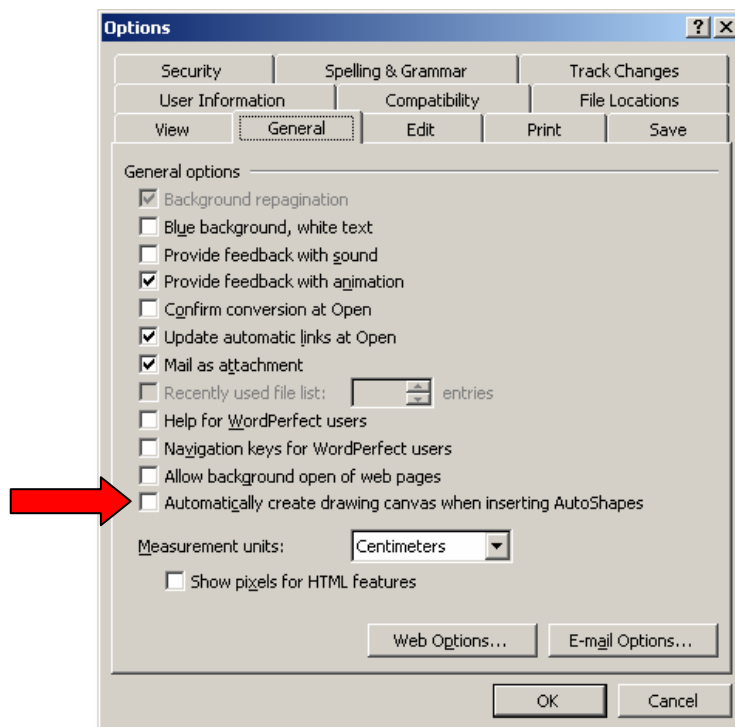 Options
Security Spelling & Grammar Track Changes
User Information Compatibility File Locations
View General Edit Print Save
General options
Background repagination
Blue background, white text
Provide feedback with sound
Provide feedback with animation
Confirm conversion at Open
Update automatic links at Open
Mail as attachment
Recently used file list: entries
Help for WordPerfect users
Navigation keys for WordPerfect users
Allow background open of web pages
Automatically create drawing canvas when inserting AutoShapes
Measurement units: Centimeters
Show pixels for HTML features
Web Options... E-mail Options...
OK Cancel